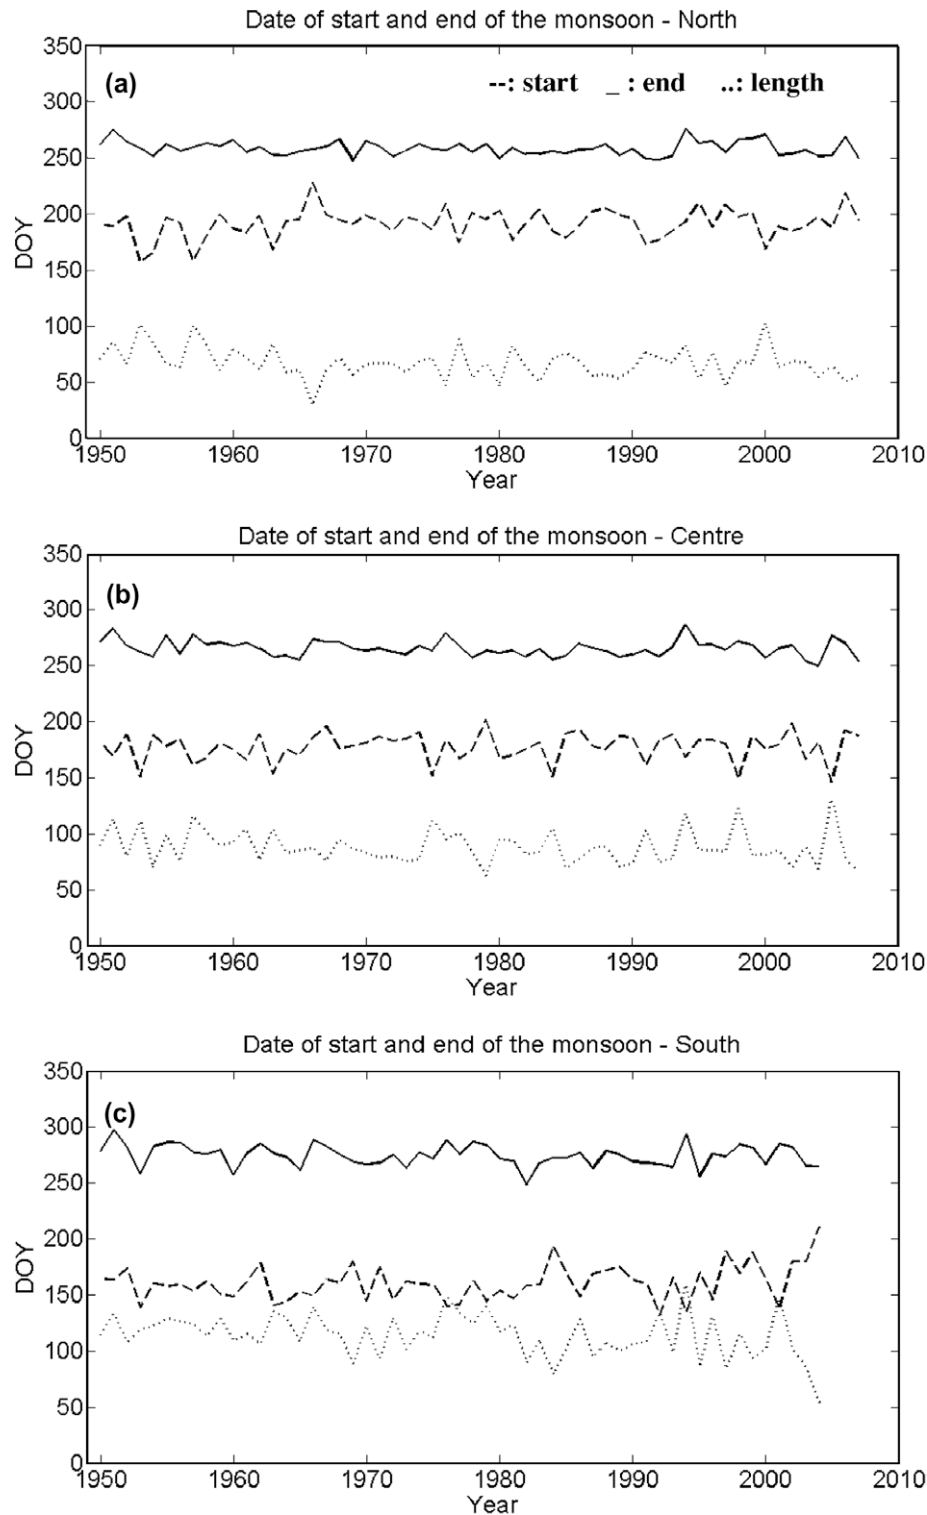 Date of start and end of the monsoon - North
350
(a)
--: start _ : end ..: length
300
250
200
DOY
150
100
50
0
1950 1960 1970 1980 1990 2000 2010
Year
Date of start and end of the monsoon - Centre
350
(b)
300
250
200
DOY
150
100
50
0
1950 1960 1970 1980 1990 2000 2010
Year
Date of start and end of the monsoon - South
350
(c)
300
250
200
DOY
150
100
50
0
1950 1960 1970 1980 1990 2000 2010
Year